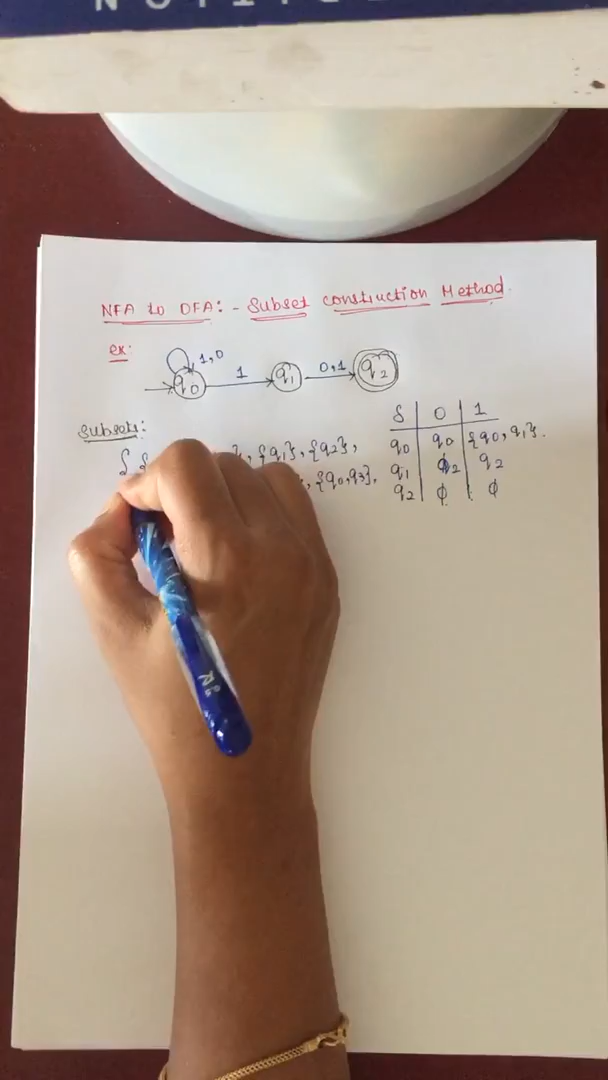 NFA to DFA: - Subset construction Method
ex:
1,0
q0 1 q1 0,1 q2
Subsets:
δ 0 1
q0 q0 {q0, q1}.
q1 q2 q2
q2 ϕ ϕ
{ { }, {q1}, {q2},
}, {q0,q3},